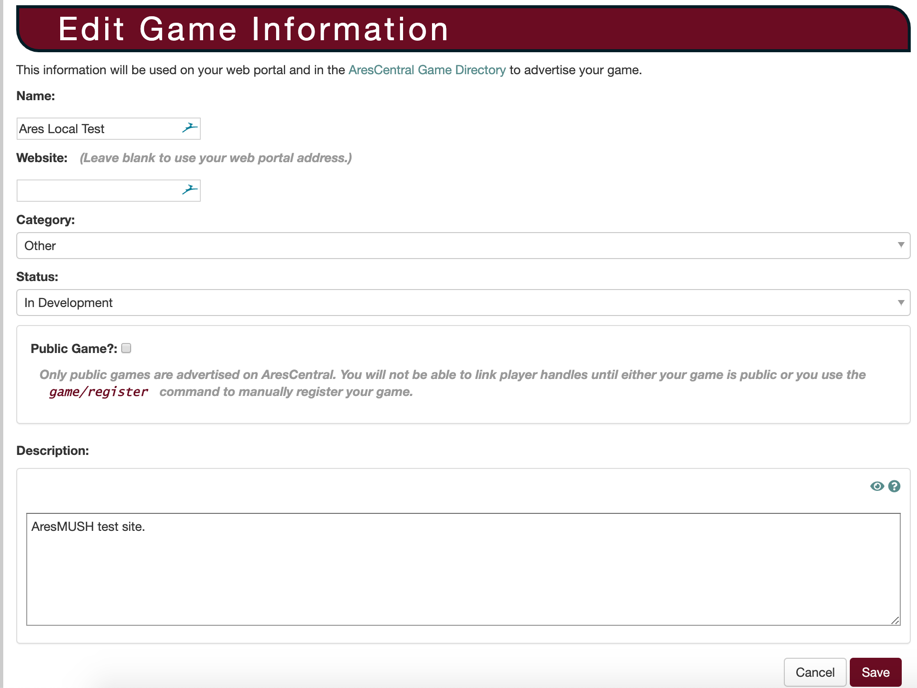 Edit Game Information
This information will be used on your web portal and in the AresCentral Game Directory to advertise your game.
Name:
Ares Local Test
Website: (Leave blank to use your web portal address.)
Category:
Other
Status:
In Development
Public Game?:
Only public games are advertised on AresCentral. You will not be able to link player handles until either your game is public or you use the
game/register command to manually register your game.
Description:
AresMUSH test site.
Cancel Save